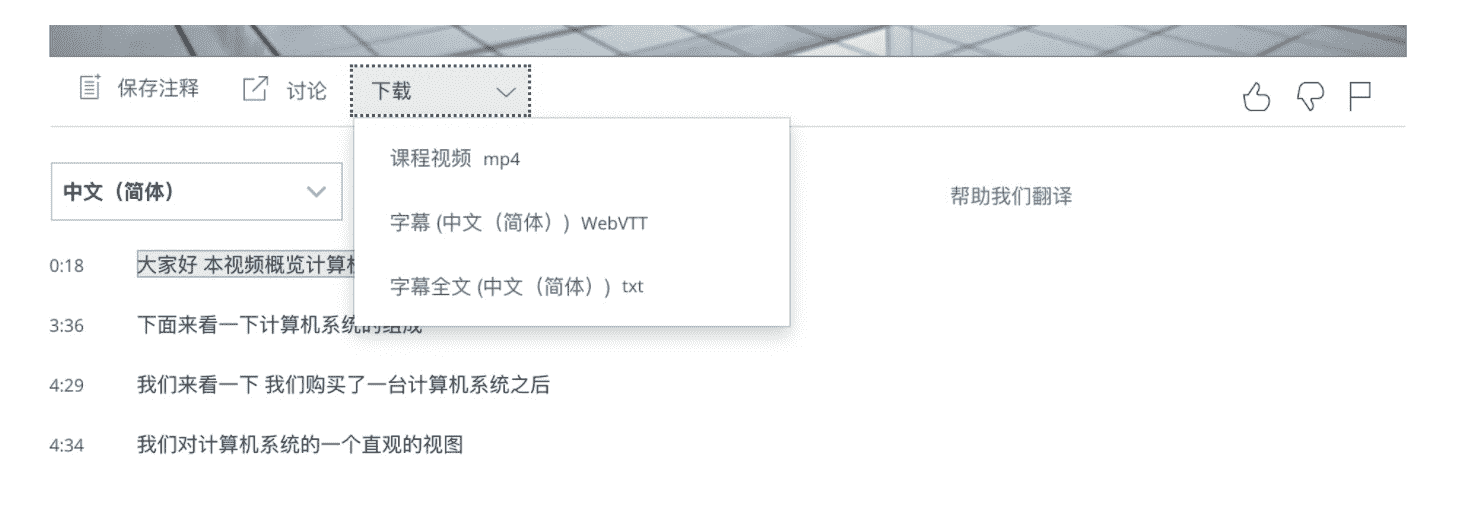 保存注释 讨论 下载
课程视频 mp4
中文（简体）
帮助我们翻译
字幕 (中文（简体）) WebVTT
0:18 大家好 本视频概览计算
字幕全文 (中文（简体）) txt
3:36 下面来看一下计算机系统的组成
4:29 我们来看一下 我们购买了一台计算机系统之后
4:34 我们对计算机系统的一个直观的视图